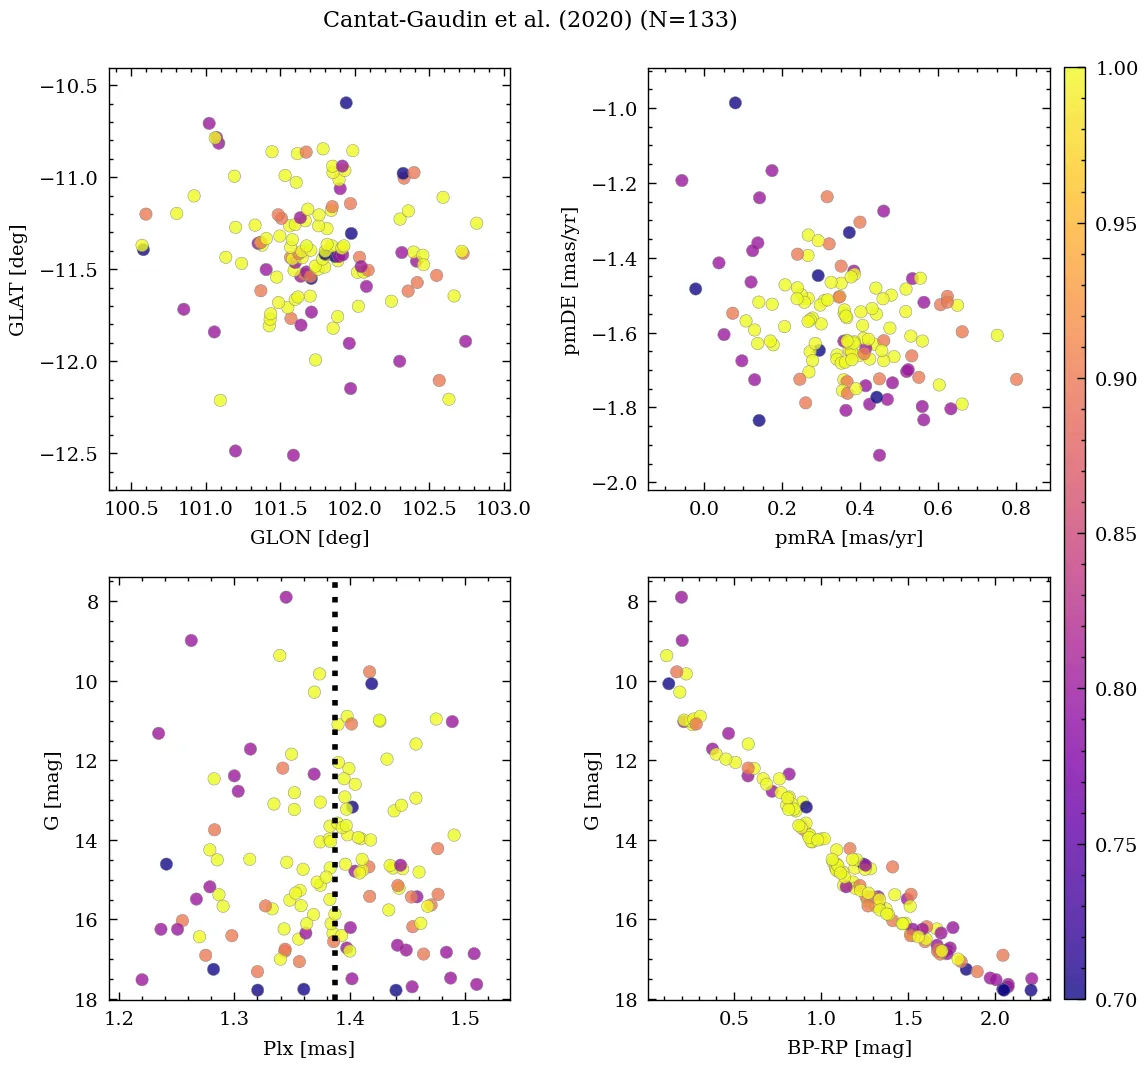 Cantat-Gaudin et al. (2020) (N=133)
−10.5
−11.0
−11.5
−12.0
−12.5
GLAT [deg]
100.5 101.0 101.5 102.0 102.5 103.0
GLON [deg]
−1.0
−1.2
−1.4
−1.6
−1.8
−2.0
pmDE [mas/yr]
0.0 0.2 0.4 0.6 0.8
pmRA [mas/yr]
8
10
12
14
16
18
G [mag]
1.2 1.3 1.4 1.5
Plx [mas]
8
10
12
14
16
18
G [mag]
0.5 1.0 1.5 2.0
BP-RP [mag]
1.00
0.95
0.90
0.85
0.80
0.75
0.70